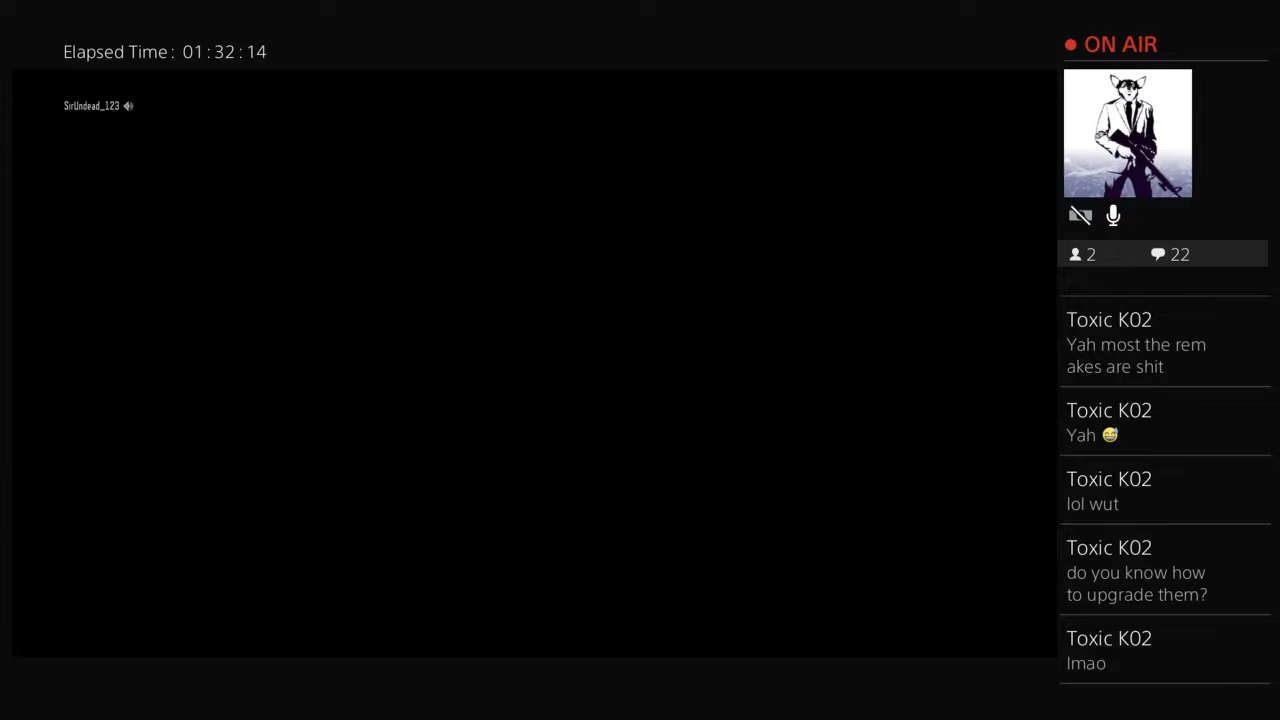 Elapsed Time: 01:32:14
ON AIR
SirUndead_123
2 22
Toxic K02
Yah most the rem
akes are shit
Toxic K02
Yah 😅
Toxic K02
lol wut
Toxic K02
do you know how
to upgrade them?
Toxic K02
lmao